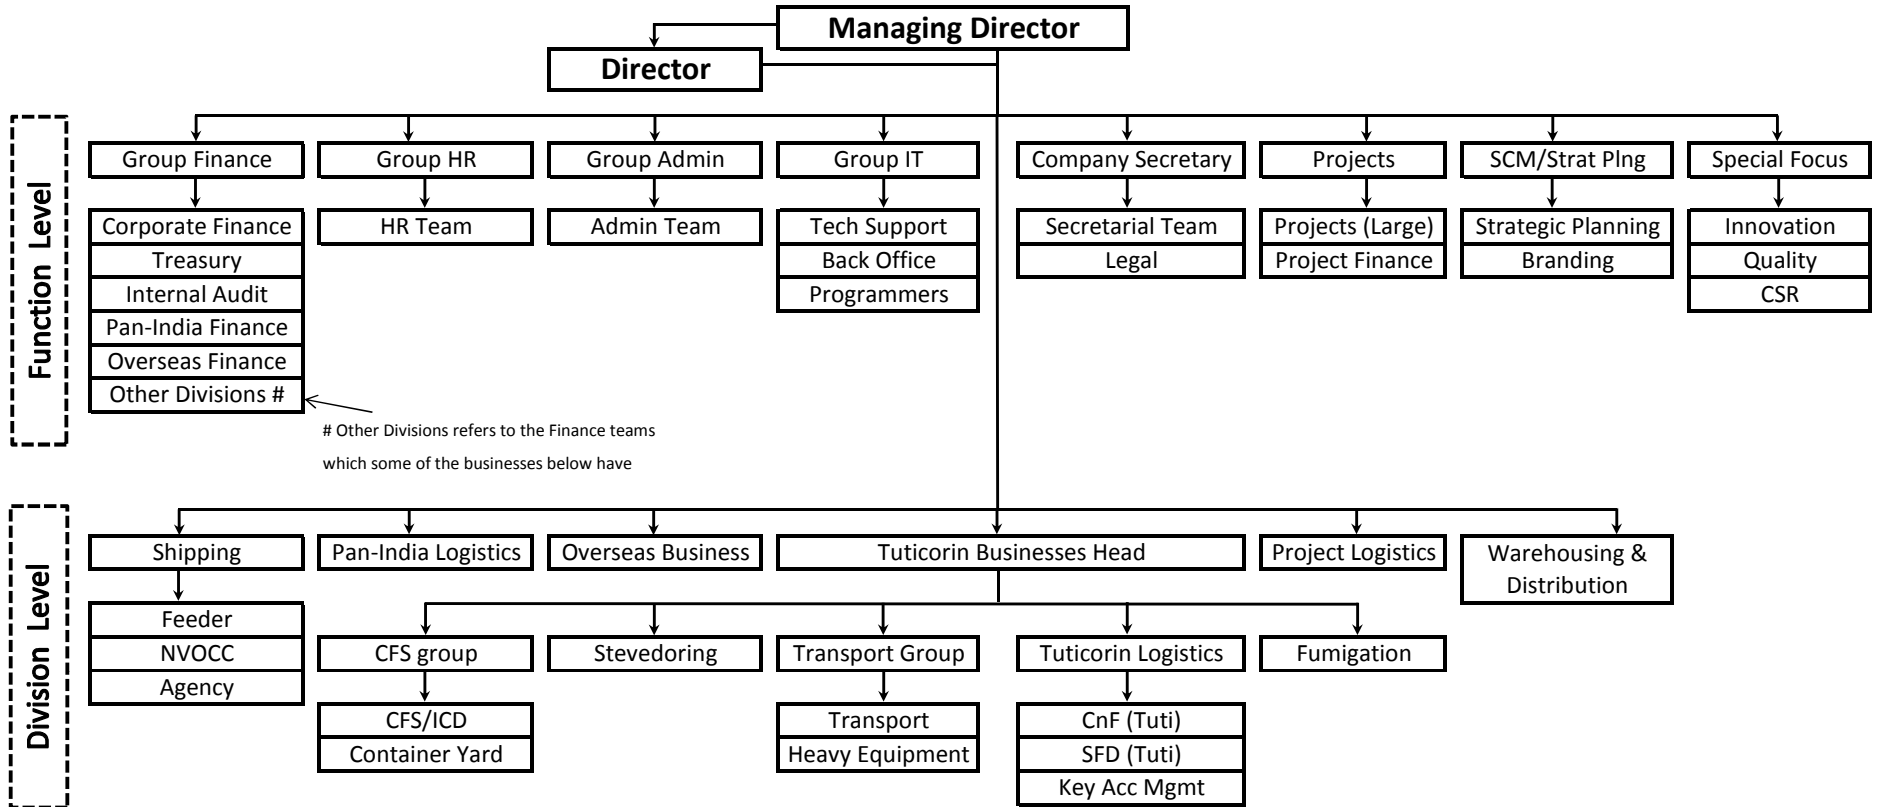 Managing Director
Director
Function Level
Group Finance
Group HR
Group Admin
Group IT
Company Secretary
Projects
SCM/Strat Plng
Special Focus
Corporate Finance
Treasury
Internal Audit
Pan-India Finance
Overseas Finance
Other Divisions #
HR Team
Admin Team
Tech Support
Back Office
Programmers
Secretarial Team
Legal
Projects (Large)
Project Finance
Strategic Planning
Branding
Innovation
Quality
CSR
# Other Divisions refers to the Finance teams
which some of the businesses below have
Division Level
Shipping
Pan-India Logistics
Overseas Business
Tuticorin Businesses Head
Project Logistics
Warehousing &
Distribution
Feeder
NVOCC
Agency
CFS group
Stevedoring
Transport Group
Tuticorin Logistics
Fumigation
CFS/ICD
Container Yard
Transport
Heavy Equipment
CnF (Tuti)
SFD (Tuti)
Key Acc Mgmt